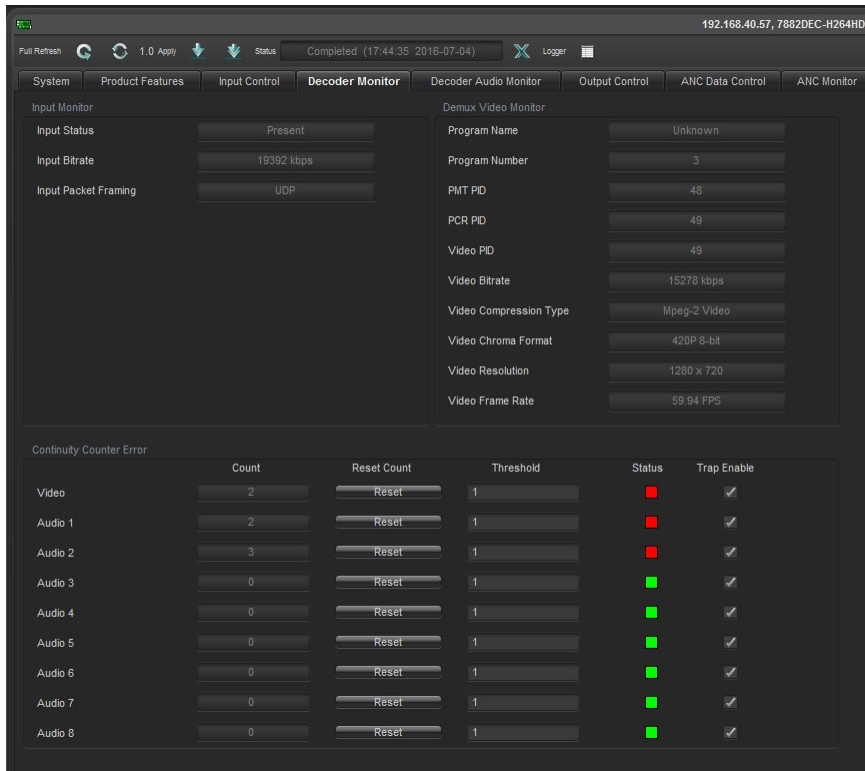 192.168.40.57, 7882DEC-H264HD
Full Refresh 1.0 Apply Status Completed (17:44:35 2016-07-04) Logger
System Product Features Input Control Decoder Monitor Decoder Audio Monitor Output Control ANC Data Control ANC Monitor
Input Monitor
Input Status Present
Input Bitrate 19392 kbps
Input Packet Framing UDP
Demux Video Monitor
Program Name Unknown
Program Number 3
PMT PID 48
PCR PID 49
Video PID 49
Video Bitrate 15278 kbps
Video Compression Type Mpeg-2 Video
Video Chroma Format 420P 8-bit
Video Resolution 1280 x 720
Video Frame Rate 59.94 FPS
Continuity Counter Error
Count Reset Count Threshold Status Trap Enable
Video 2 Reset 1
Audio 1 2 Reset 1
Audio 2 3 Reset 1
Audio 3 0 Reset 1
Audio 4 0 Reset 1
Audio 5 0 Reset 1
Audio 6 0 Reset 1
Audio 7 0 Reset 1
Audio 8 0 Reset 1